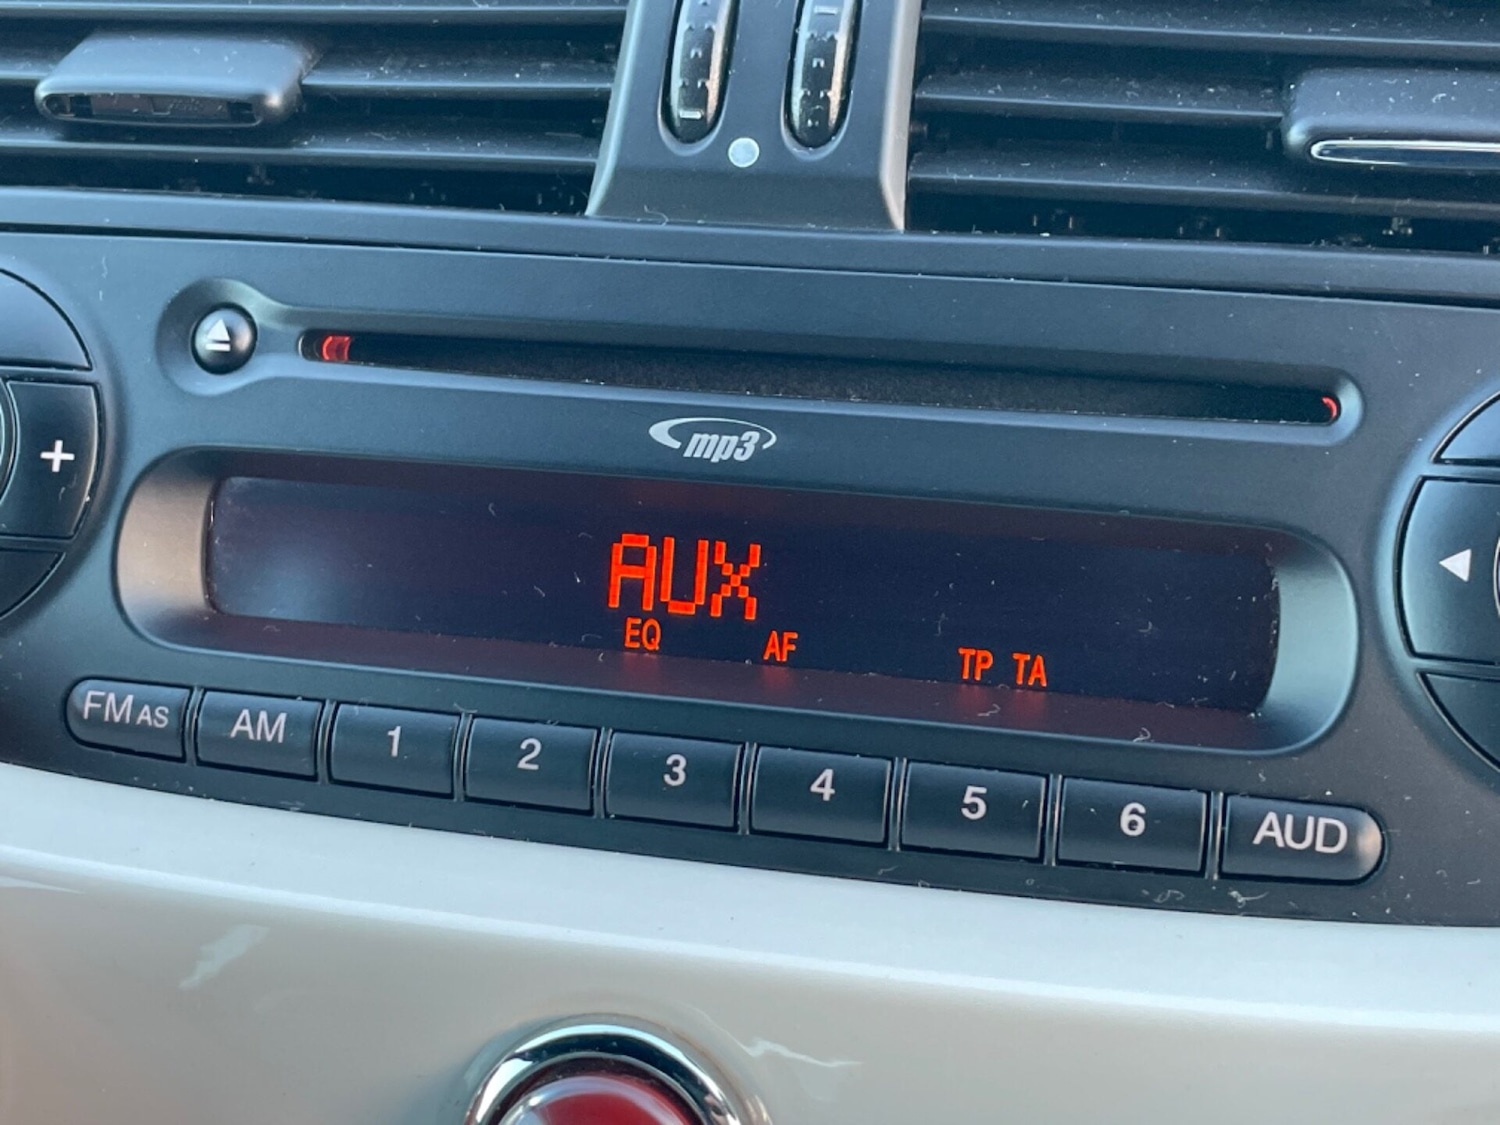 mp3
AUX
EQ AF TP TA
FM AS AM 1 2 3 4 5 6 AUD